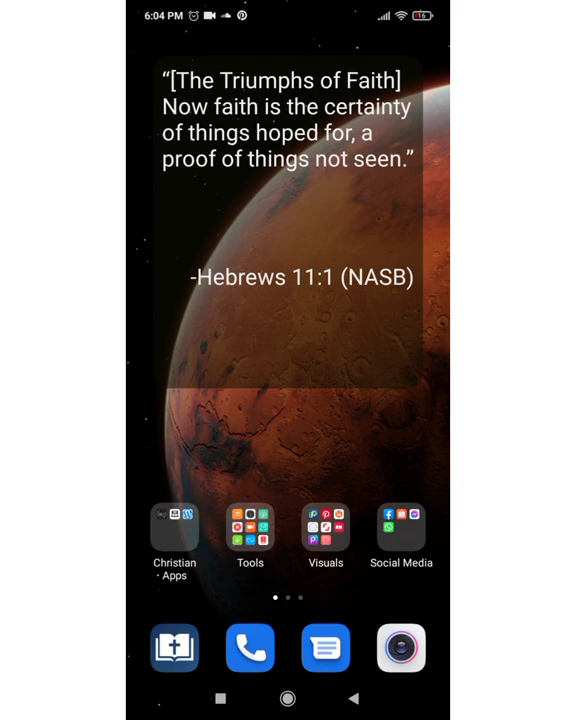 6:04 PM
16
“[The Triumphs of Faith]
Now faith is the certainty
of things hoped for, a
proof of things not seen.”
-Hebrews 11:1 (NASB)
Christian
Apps
Tools
Visuals
Social Media